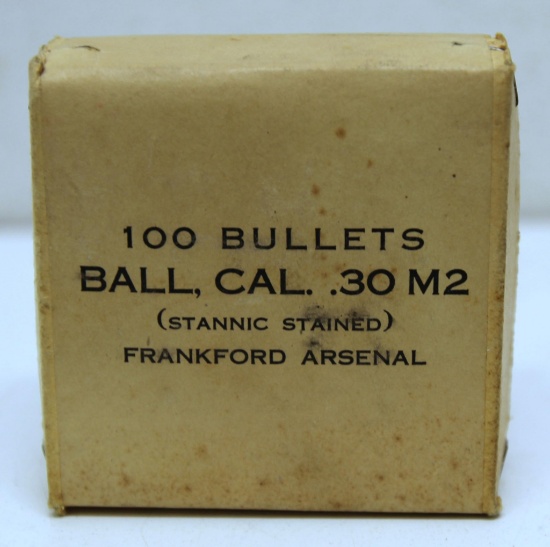 100 BULLETS
BALL, CAL. .30 M2
(STANNIC STAINED)
FRANKFORD ARSENAL